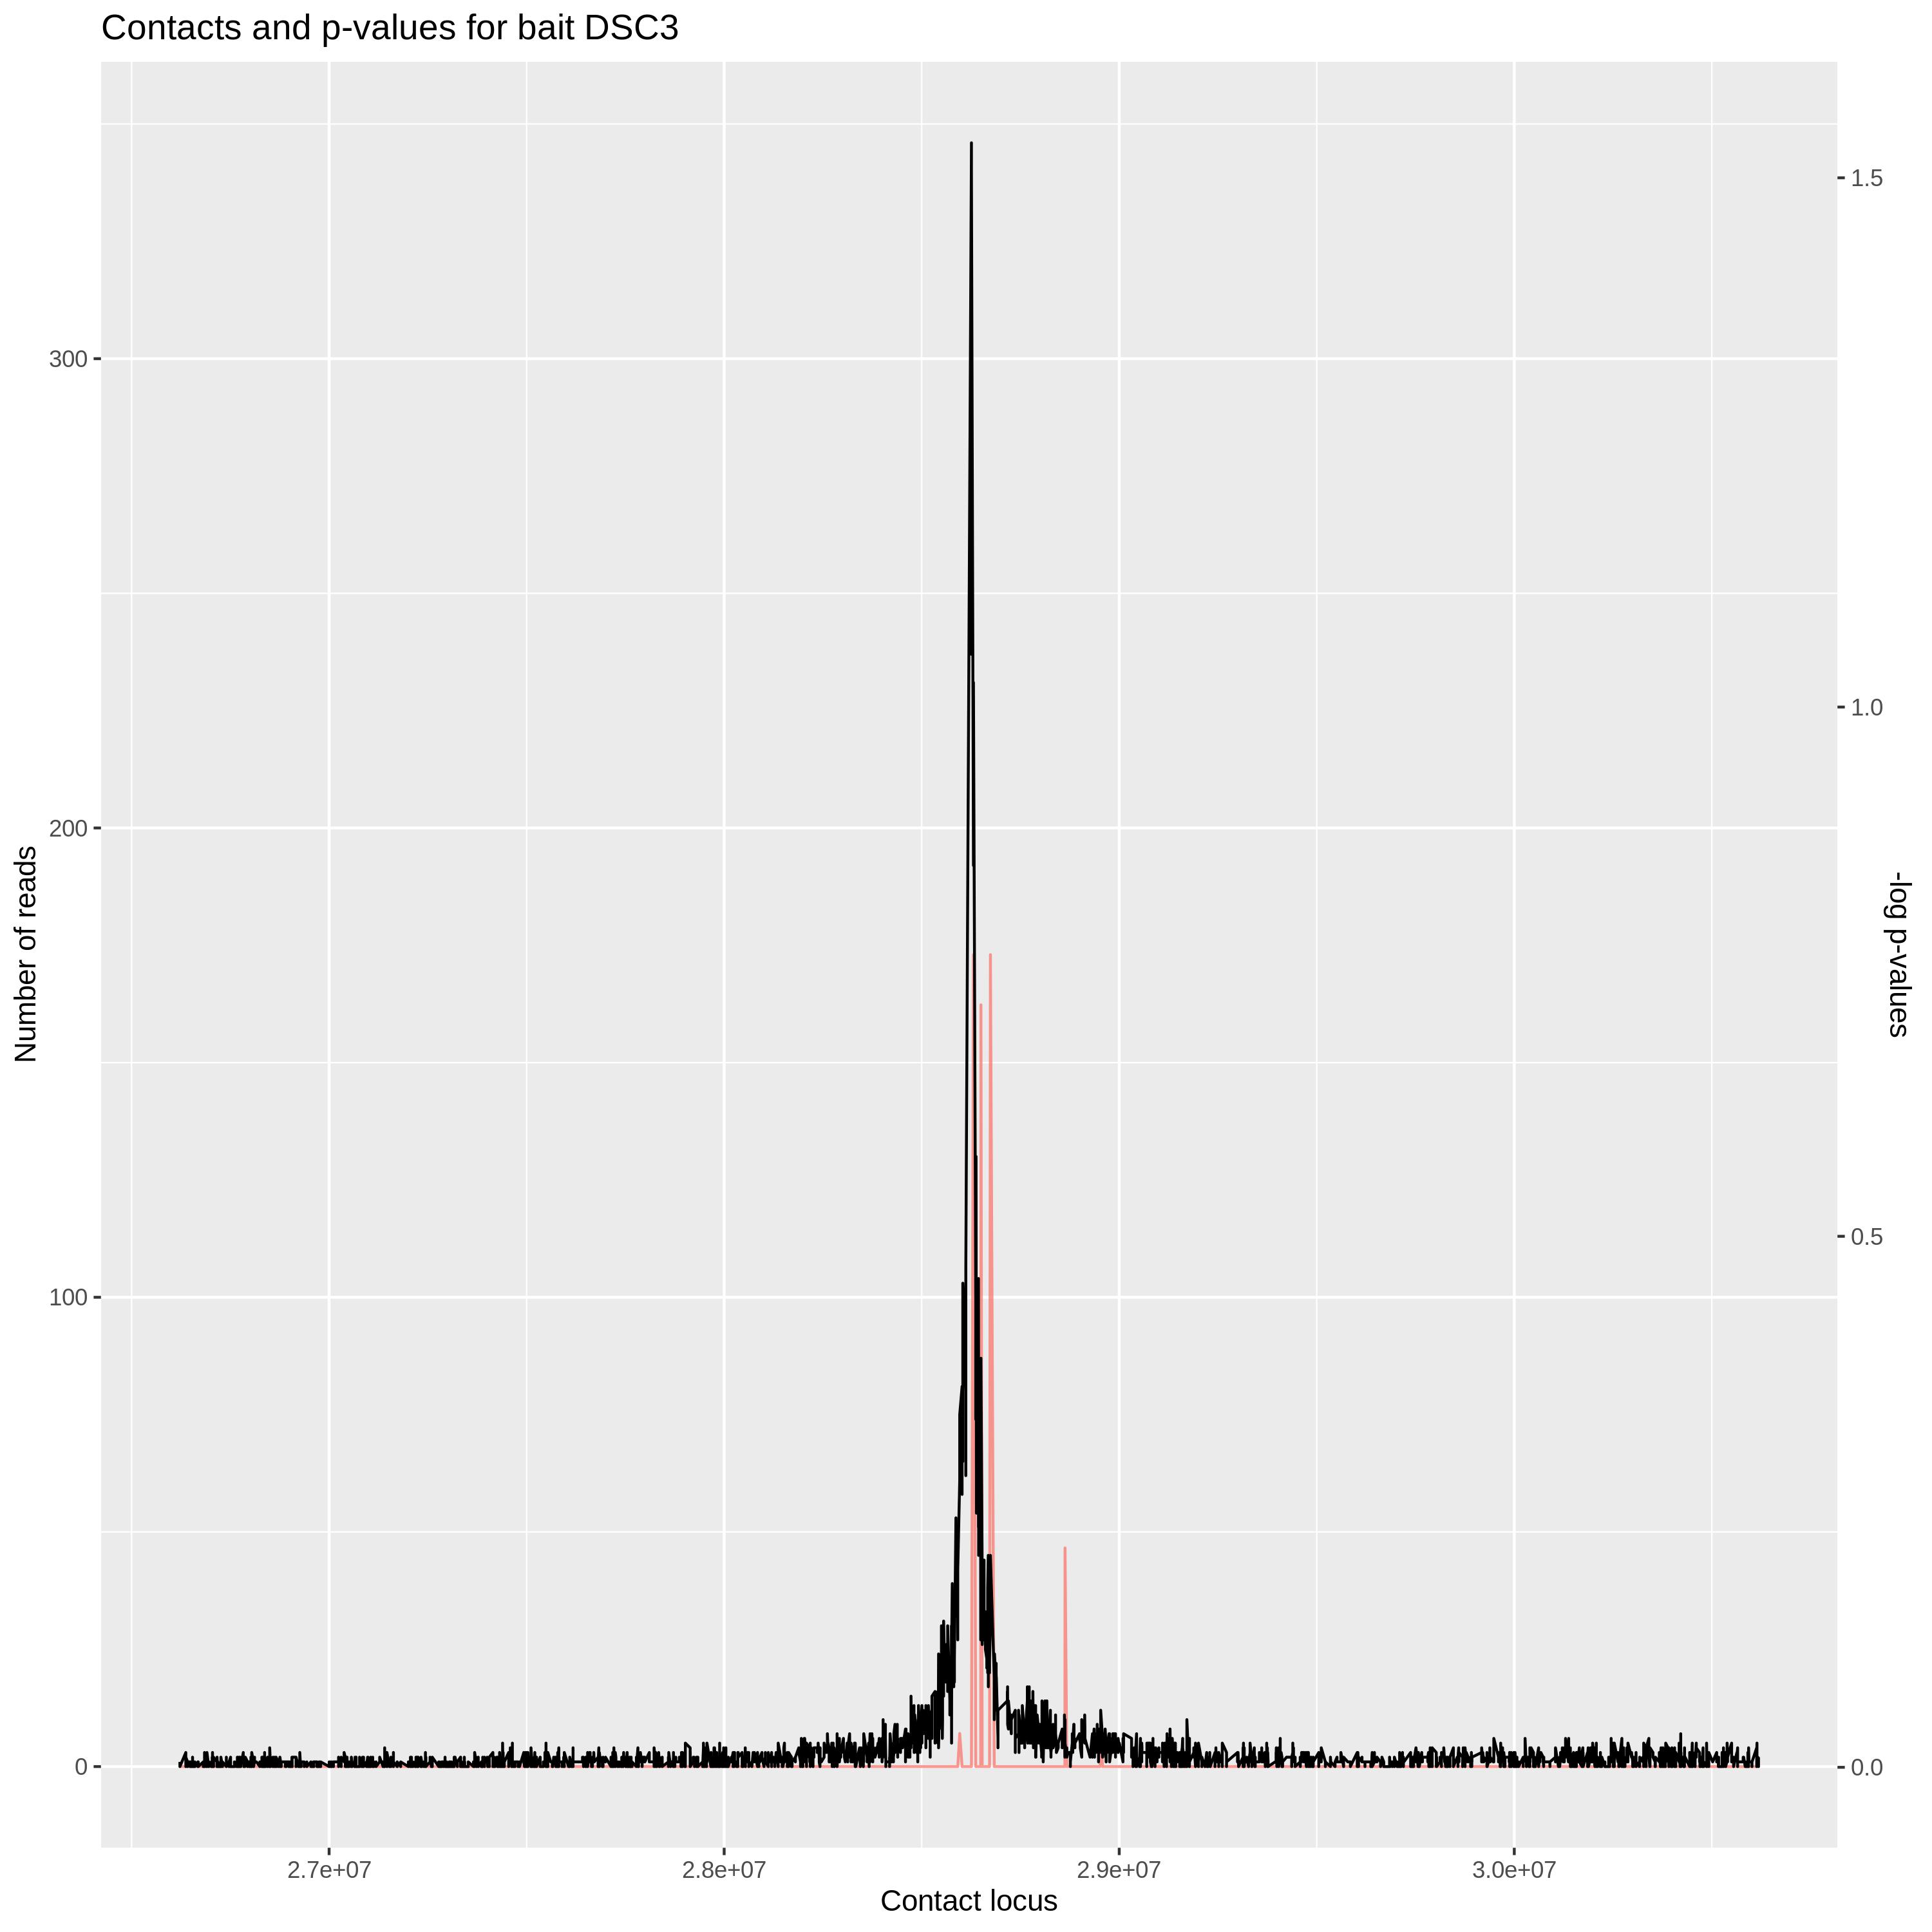 Contacts and p-values for bait DSC3
Number of reads
300
200
100
0
1.5
1.0
0.5
0.0
-log p-values
2.7e+07 2.8e+07 2.9e+07 3.0e+07
Contact locus